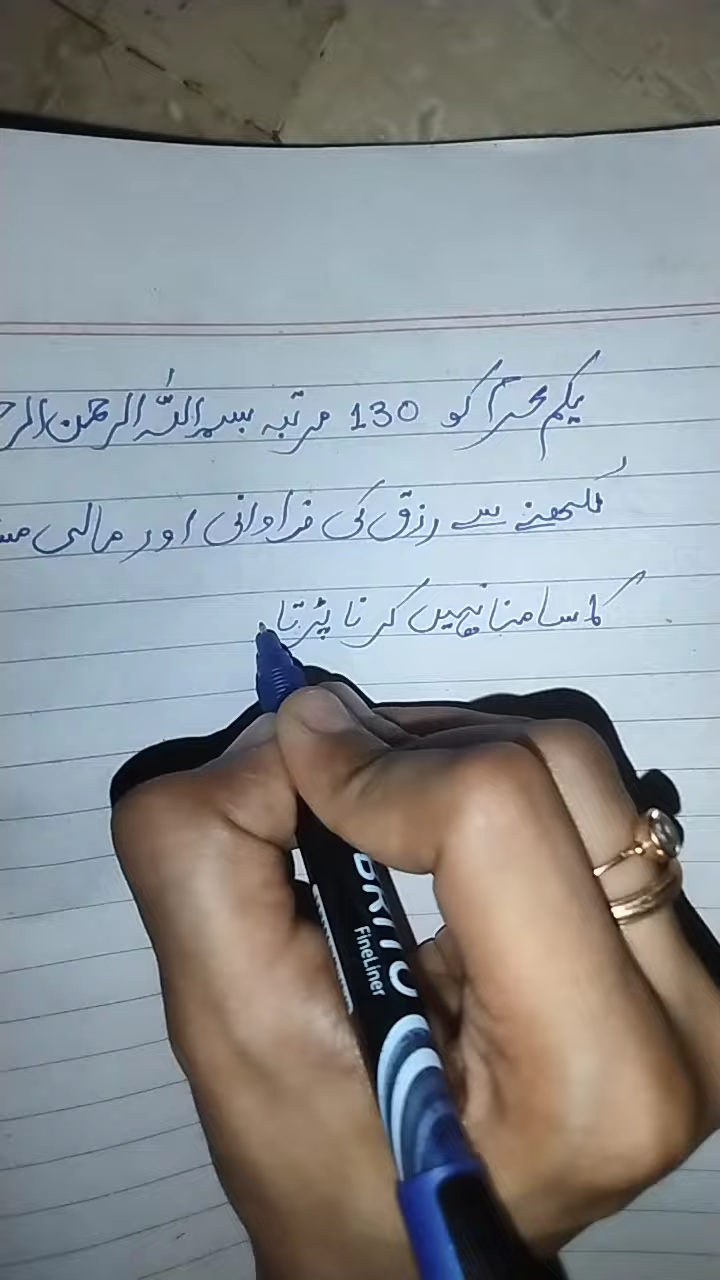 یکم محرم کو 130 مرتبہ بسم اللہ الرحمن الرح
لکھنے سے رزق کی فراوانی اور مالی
کا سامنا نہیں کرنا پڑتا
BRITO
FineLiner